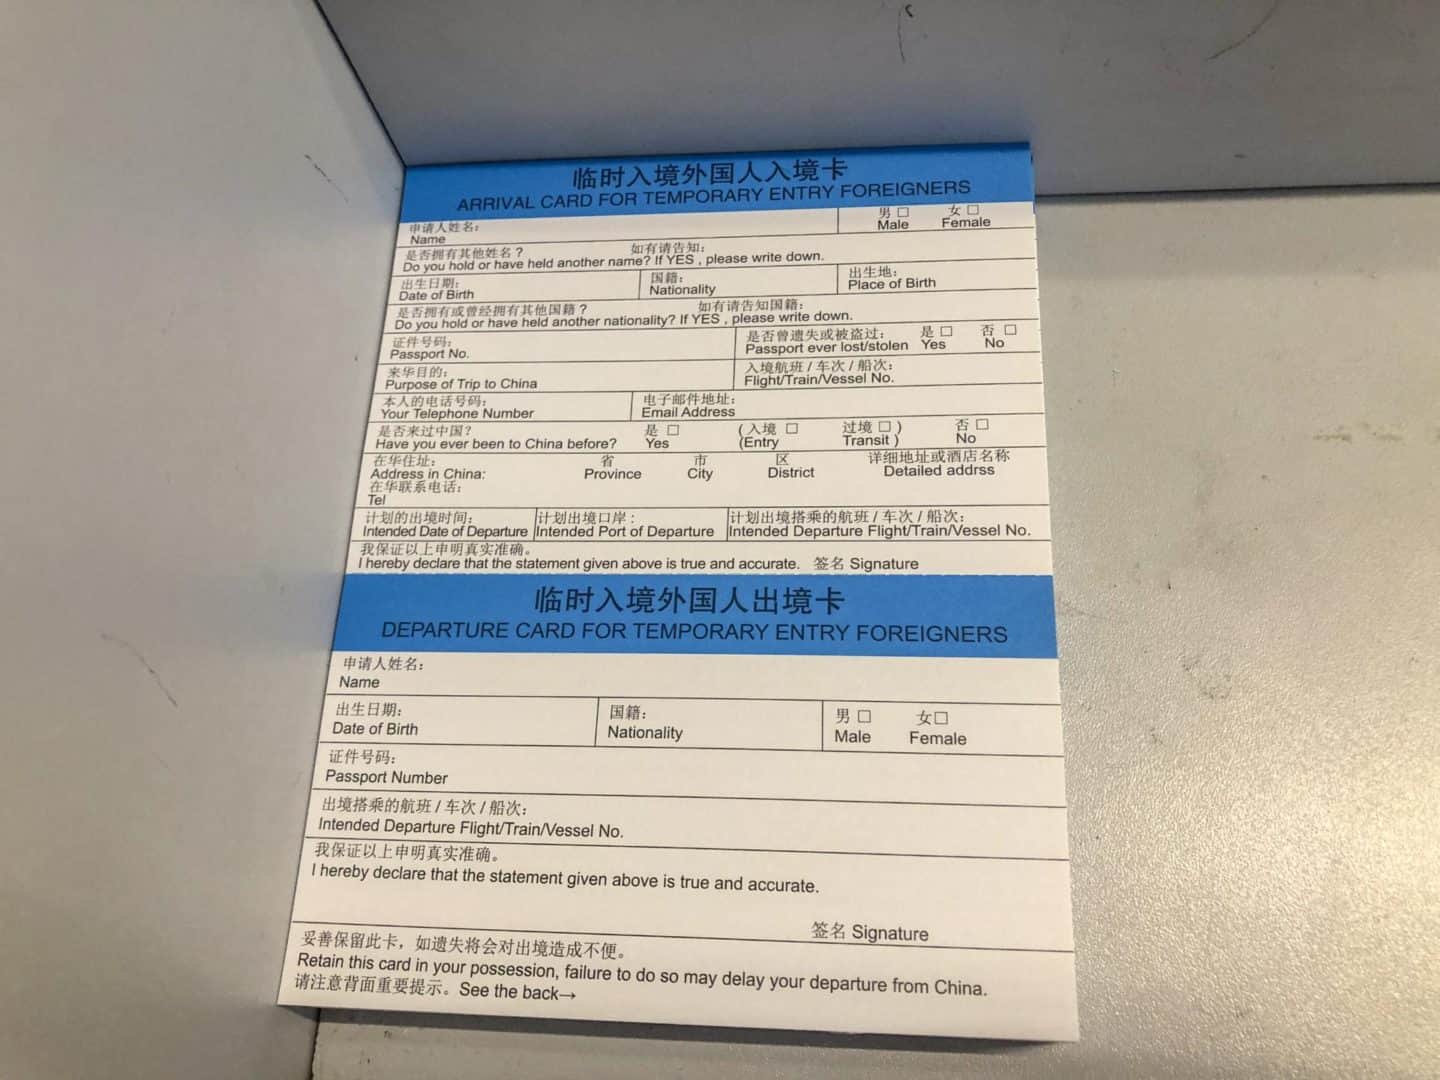 临时入境外国人入境卡
ARRIVAL CARD FOR TEMPORARY ENTRY FOREIGNERS
申请人姓名： 男 □ 女 □
Name Male Female
是否拥有其他姓名？ 如有请告知：
Do you hold or have held another name? If YES , please write down.
出生日期： 国籍： 出生地：
Date of Birth Nationality Place of Birth
是否拥有或曾经拥有其他国籍？ 如有请告知国籍：
Do you hold or have held another nationality? If YES , please write down.
证件号码： 是否曾遗失或被盗过： 是 □ 否 □
Passport No. Passport ever lost/stolen Yes No
来华目的： 入境航班 / 车次 / 船次：
Purpose of Trip to China Flight/Train/Vessel No.
本人的电话号码： 电子邮件地址：
Your Telephone Number Email Address
是否来过中国？ 是 □ (入境 □ 过境 □ ) 否 □
Have you ever been to China before? Yes (Entry Transit ) No
在华住址： 省 市 区 详细地址或酒店名称
Address in China: Province City District Detailed addrss
在华联系电话：
Tel
计划的出境时间： 计划出境口岸： 计划出境搭乘的航班 / 车次 / 船次：
Intended Date of Departure Intended Port of Departure Intended Departure Flight/Train/Vessel No.
我保证以上申明真实准确。
I hereby declare that the statement given above is true and accurate. 签名 Signature
临时入境外国人出境卡
DEPARTURE CARD FOR TEMPORARY ENTRY FOREIGNERS
申请人姓名：
Name
出生日期： 国籍： 男 □ 女□
Date of Birth Nationality Male Female
证件号码：
Passport Number
出境搭乘的航班 / 车次 / 船次：
Intended Departure Flight/Train/Vessel No.
我保证以上申明真实准确。
I hereby declare that the statement given above is true and accurate.
签名 Signature
妥善保留此卡，如遗失将会对出境造成不便。
Retain this card in your possession, failure to do so may delay your departure from China.
请注意背面重要提示。See the back→